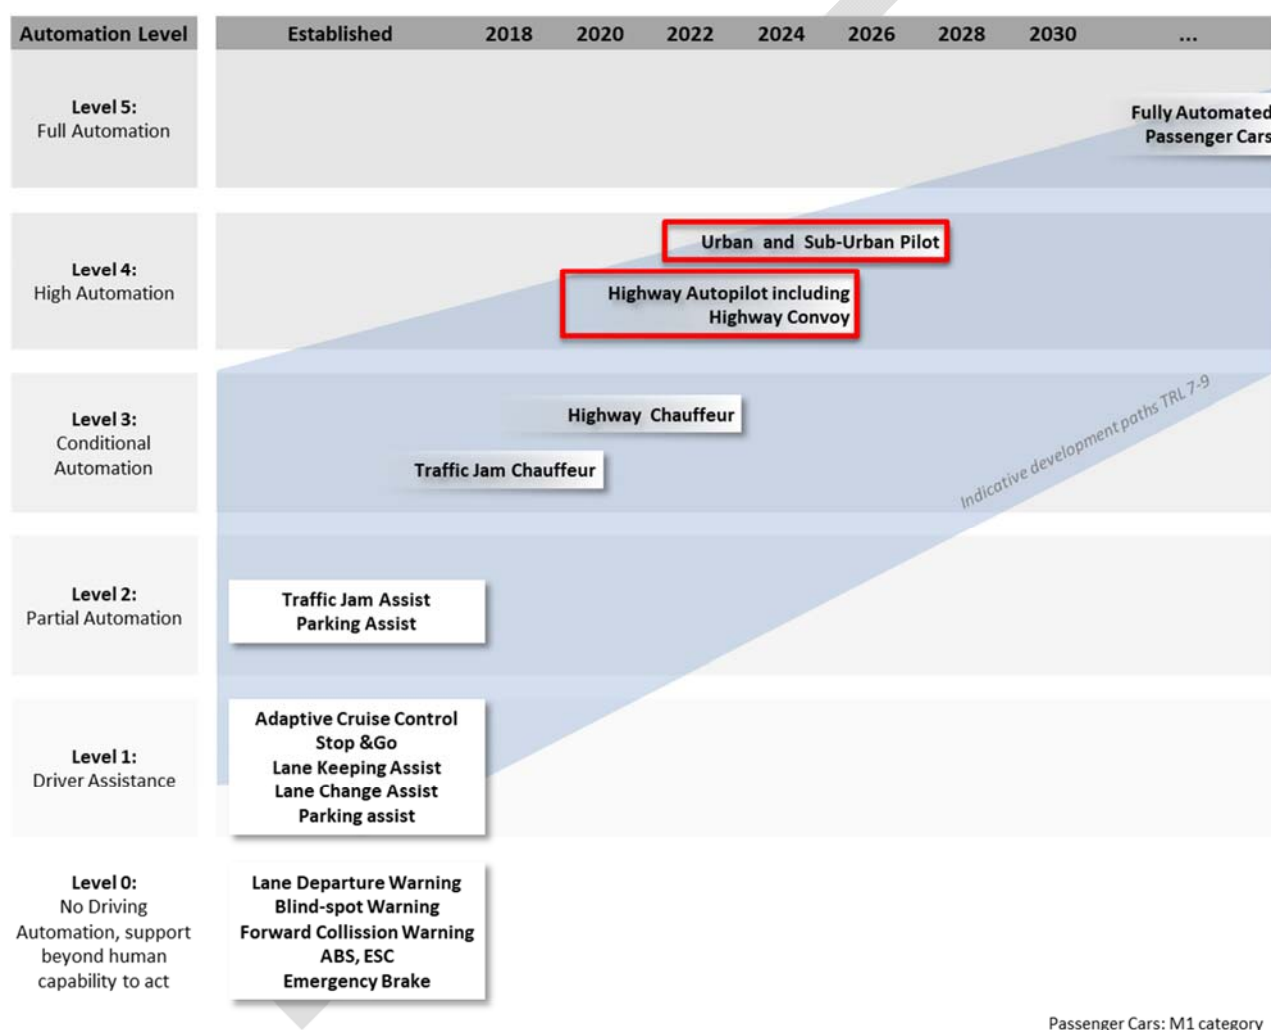 Automation Level Established 2018 2020 2022 2024 2026 2028 2030 ...
Level 5:
Full Automation
Fully Automated
Passenger Cars
Level 4:
High Automation
Urban and Sub-Urban Pilot
Highway Autopilot including
Highway Convoy
Level 3:
Conditional
Automation
Highway Chauffeur
Traffic Jam Chauffeur
Indicative development paths TRL 7-9
Level 2:
Partial Automation
Traffic Jam Assist
Parking Assist
Level 1:
Driver Assistance
Adaptive Cruise Control
Stop &Go
Lane Keeping Assist
Lane Change Assist
Parking assist
Level 0:
No Driving
Automation, support
beyond human
capability to act
Lane Departure Warning
Blind-spot Warning
Forward Collission Warning
ABS, ESC
Emergency Brake
Passenger Cars: M1 category